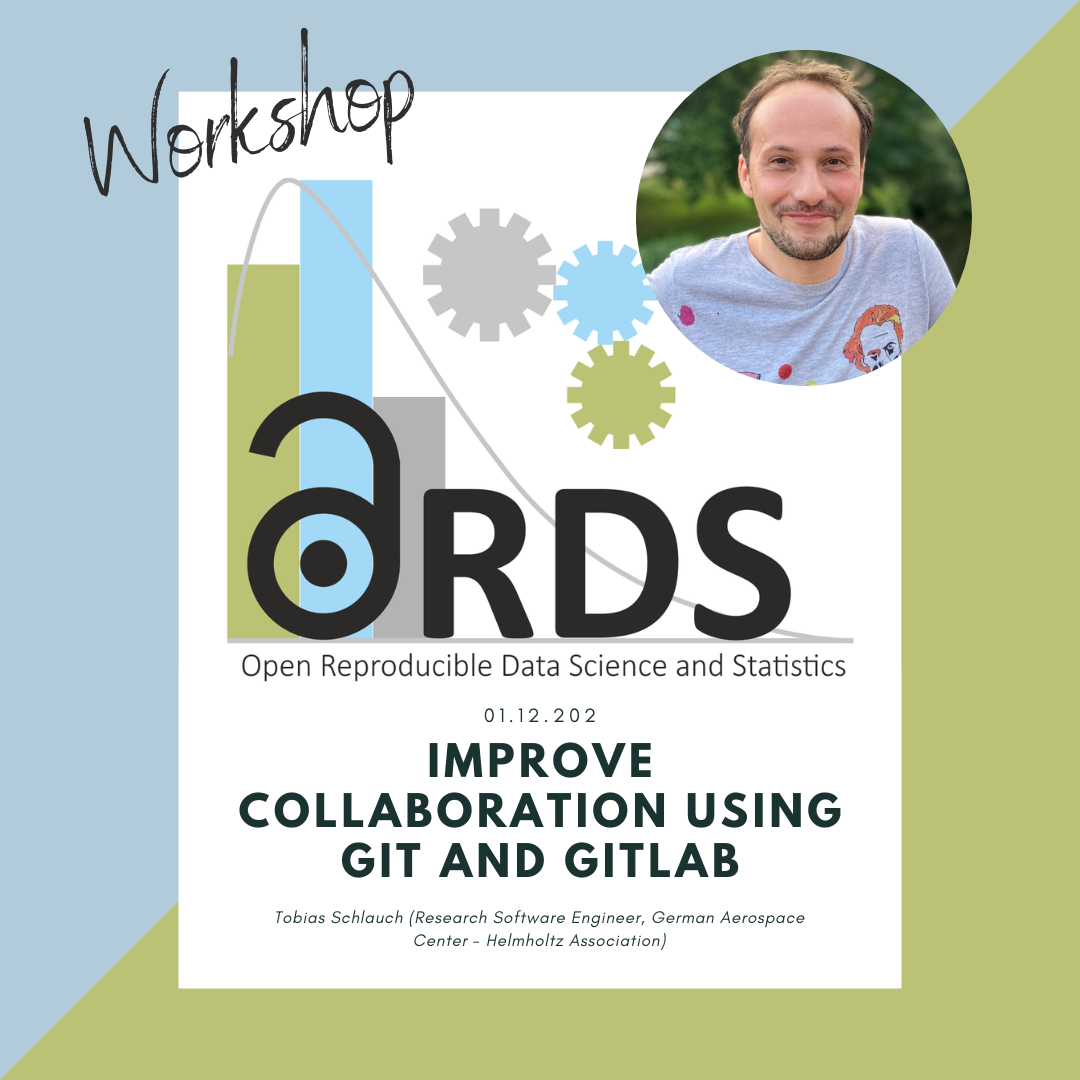 Workshop
ORDS
Open Reproducible Data Science and Statistics
01.12.202
IMPROVE
COLLABORATION USING
GIT AND GITLAB
Tobias Schlauch (Research Software Engineer, German Aerospace
Center - Helmholtz Association)